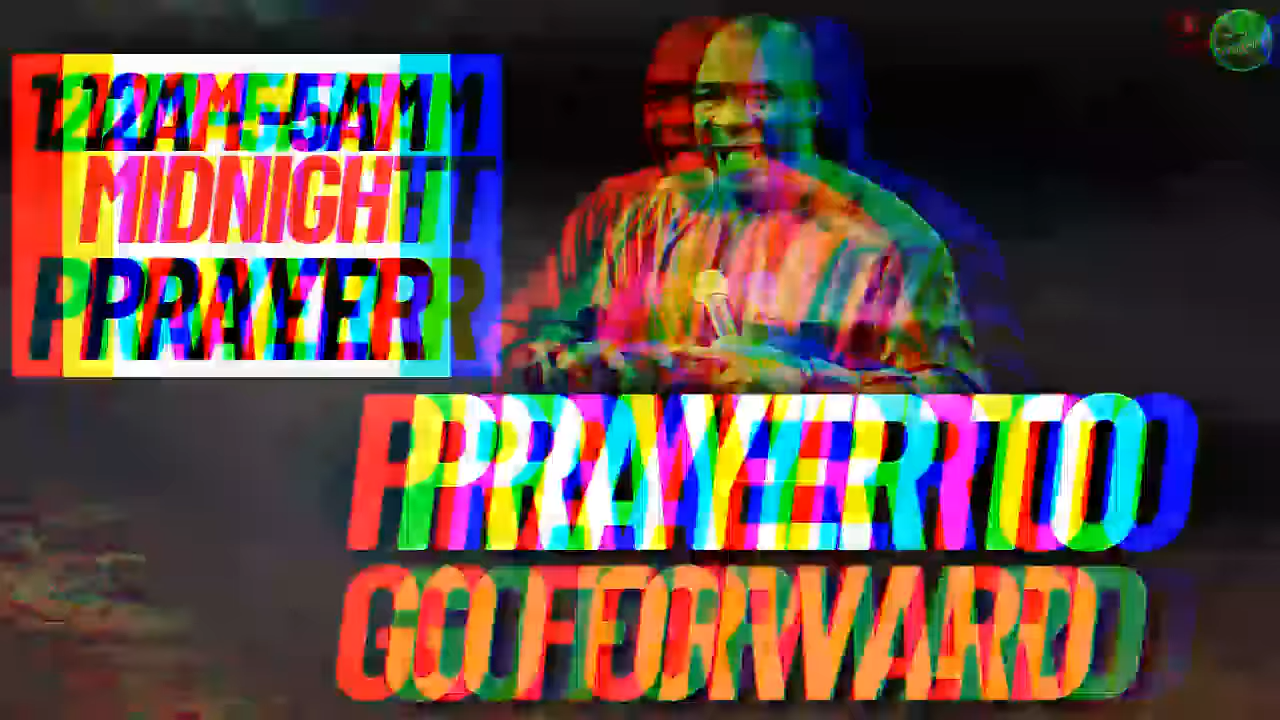 12AM-5AM
MIDNIGHT
PRAYER
PRAYER TO
GO FORWARD